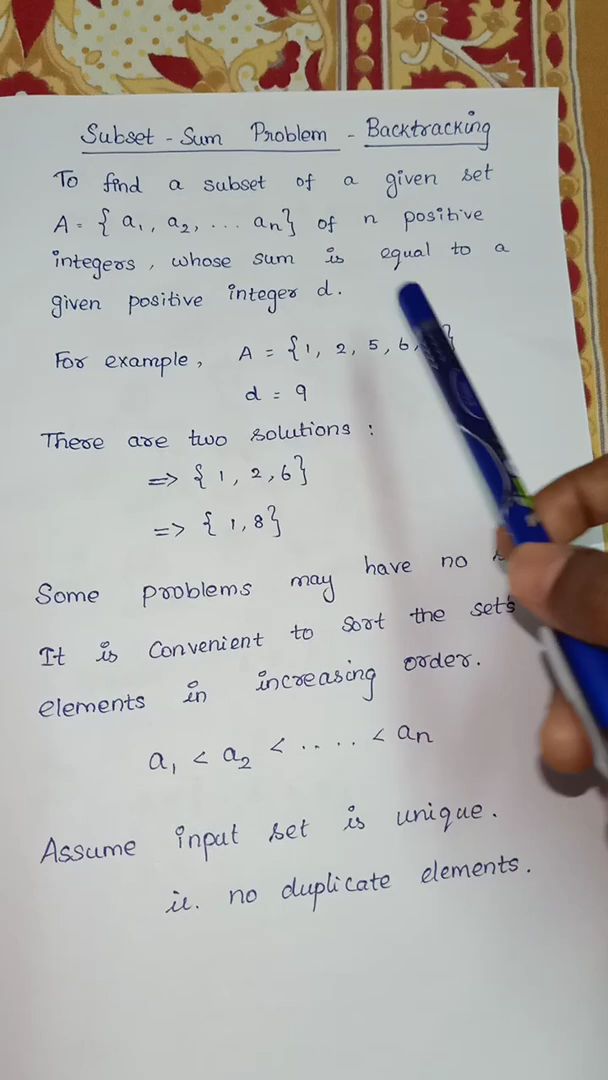 Subset - Sum Problem - Backtracking
To find a subset of a given set
A = { a₁, a₂, ... an} of n positive
integers, whose sum is equal to a
given positive integer d.
For example, A = {1, 2, 5, 6, }
d = 9
There are two solutions :
=> {1, 2, 6}
=> {1, 8}
Some problems may have no
It is convenient to sort the set's
elements in increasing order.
a₁ < a₂ < .... < an
Assume input set is unique.
ie. no duplicate elements.